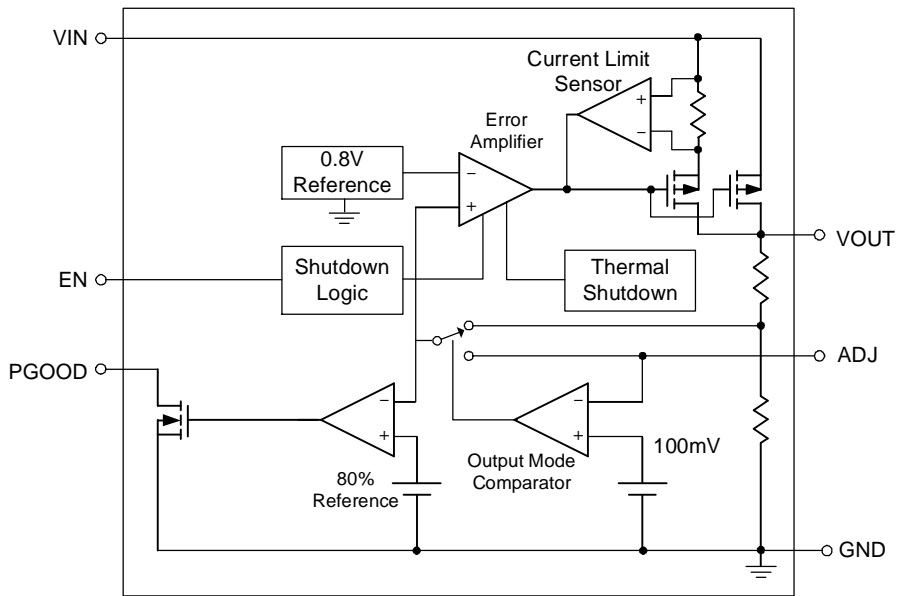 VIN
Current Limit
Sensor
+
−
Error
Amplifier
0.8V
Reference
−
+
VOUT
EN
Shutdown
Logic
Thermal
Shutdown
ADJ
PGOOD
−
+
−
+
100mV
80%
Reference
Output Mode
Comparator
GND